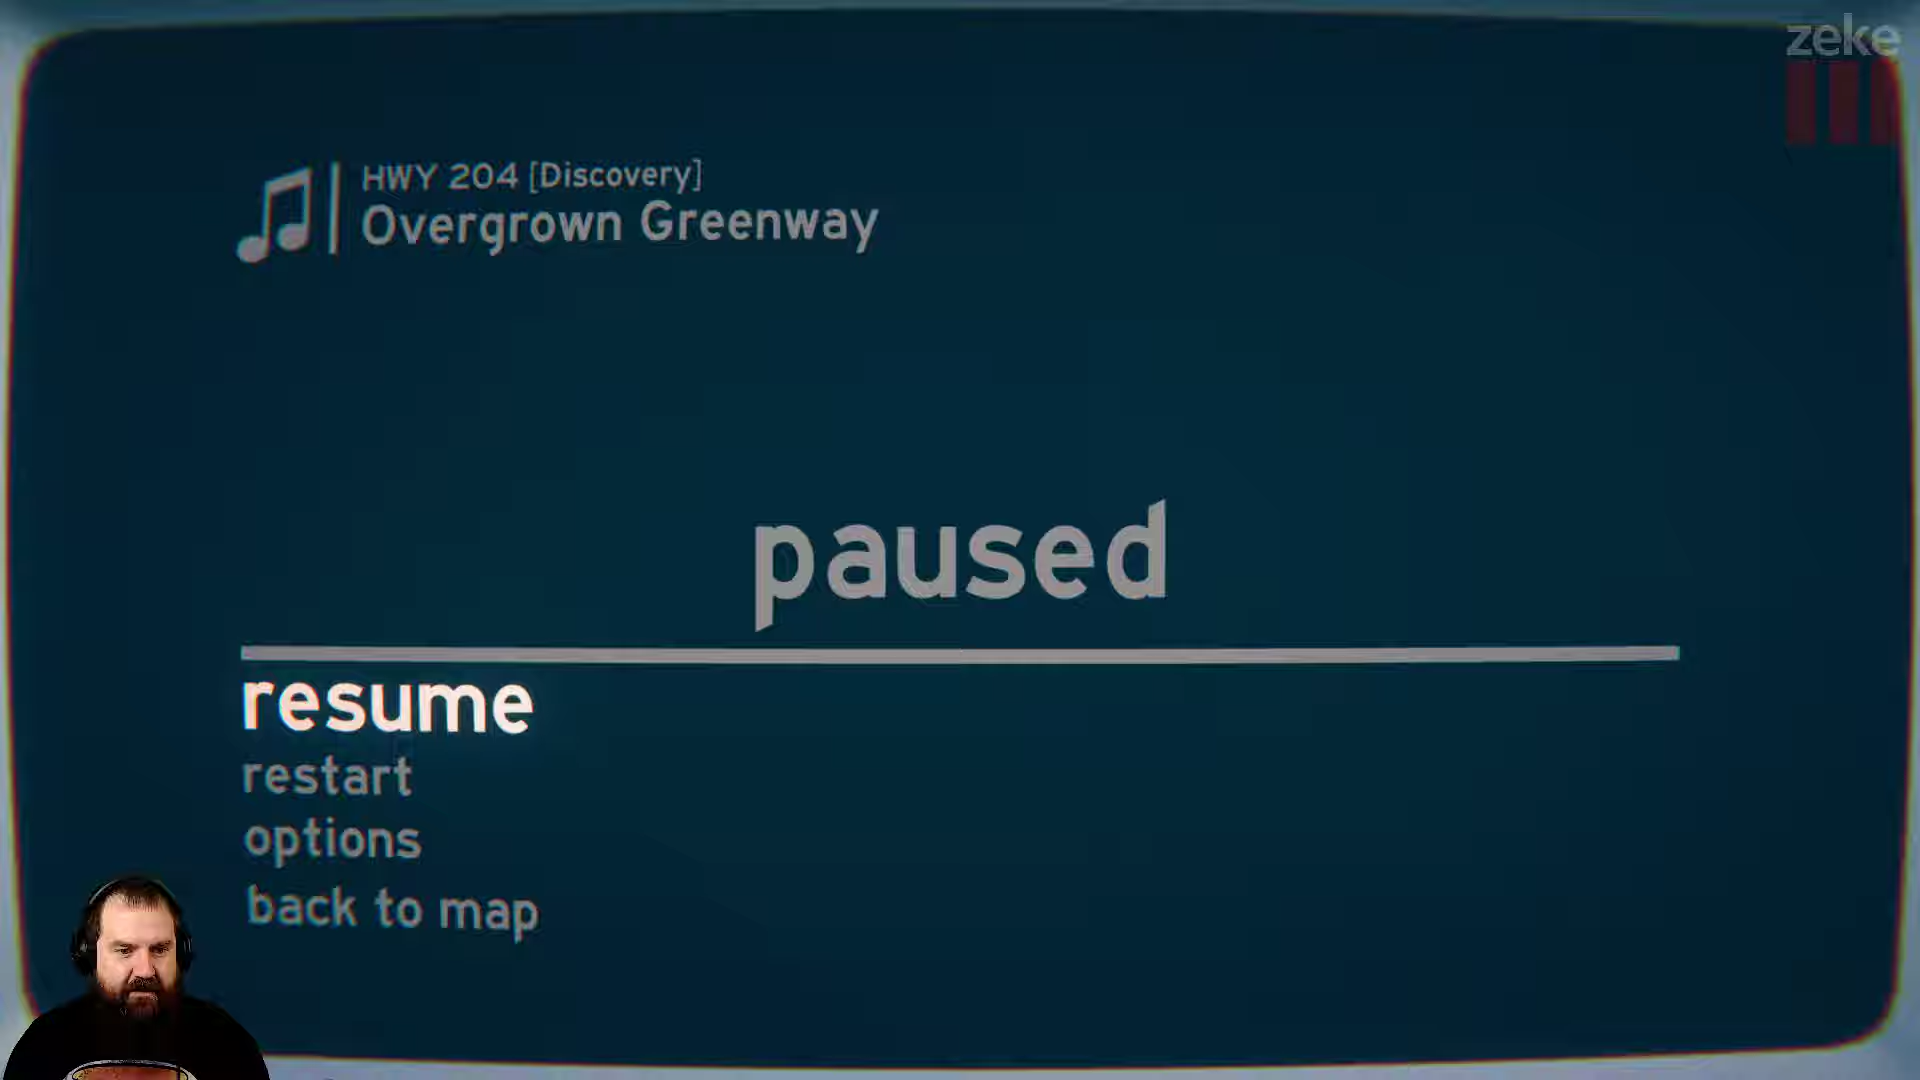 zeke
HWY 204 [Discovery]
Overgrown Greenway
paused
resume
restart
options
back to map